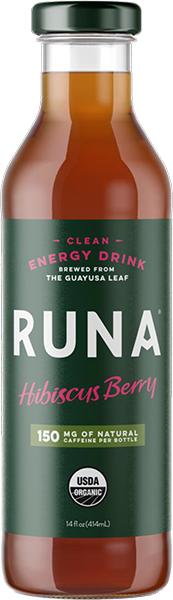 CLEAN
ENERGY DRINK
BREWED FROM
THE GUAYUSA LEAF
RUNA®
Hibiscus Berry
150 MG OF NATURAL
CAFFEINE PER BOTTLE
USDA
ORGANIC
14 fl oz (414mL)